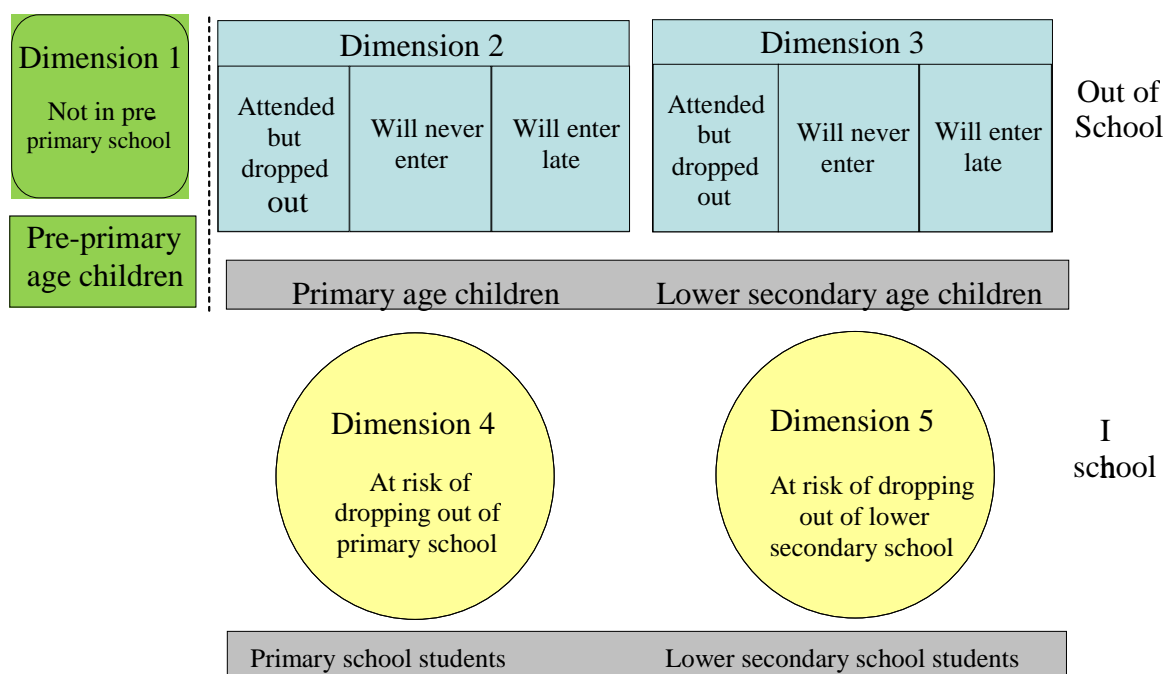 Dimension 1
Not in pre
primary school
Pre-primary
age children
Dimension 2
Attended
but
dropped
out
Will never
enter
Will enter
late
Dimension 3
Attended
but
dropped
out
Will never
enter
Will enter
late
Out of
School
Primary age children
Lower secondary age children
Dimension 4
At risk of
dropping out of
primary school
Dimension 5
At risk of dropping
out of lower
secondary school
I
school
Primary school students
Lower secondary school students